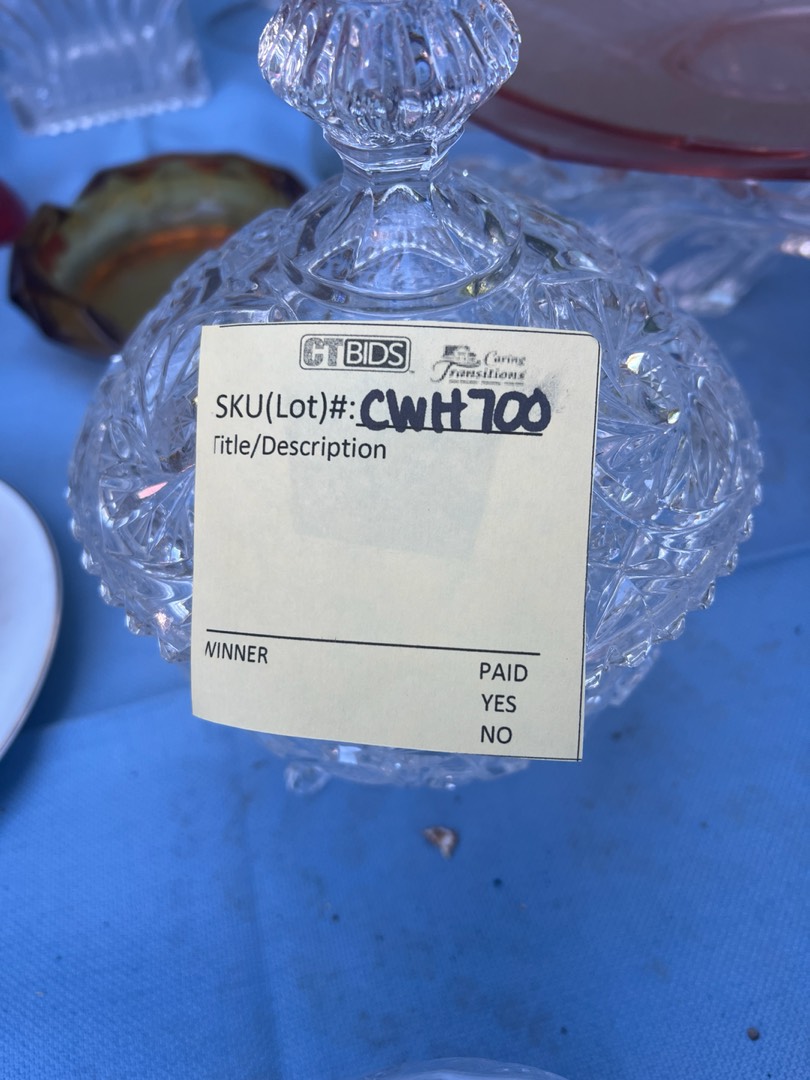 CTBIDS
Caring
Transitions
SKU(Lot)#: CWH700
Title/Description
WINNER
PAID
YES
NO